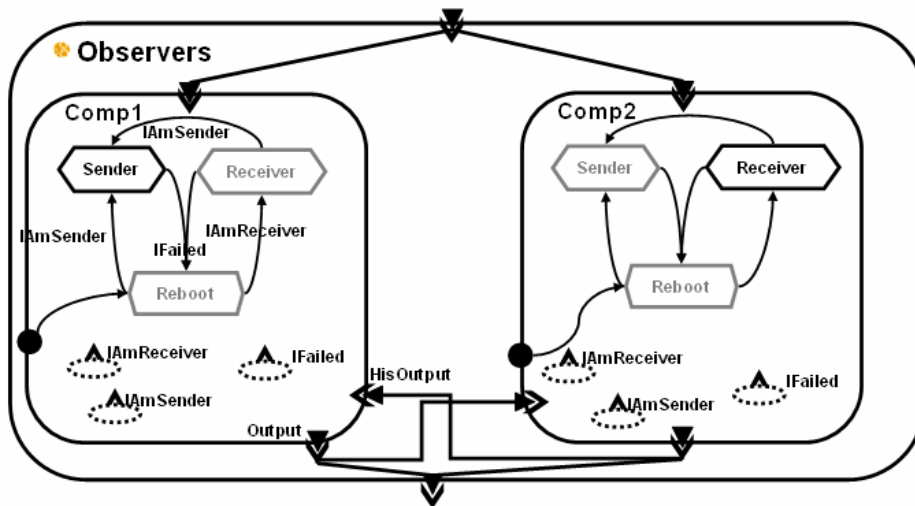 Observers
Comp1
IAmSender
Sender
Receiver
IAmSender
IFailed
IAmReceiver
Reboot
IAmReceiver
IFailed
IAmSender
HisOutput
Output
Comp2
Sender
Receiver
Reboot
IAmReceiver
IFailed
IAmSender